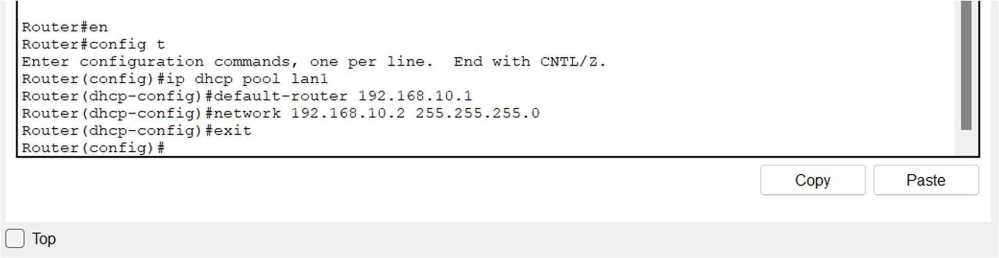 Router#en
Router#config t
Enter configuration commands, one per line.  End with CNTL/Z.
Router(config)#ip dhcp pool lan1
Router(dhcp-config)#default-router 192.168.10.1
Router(dhcp-config)#network 192.168.10.2 255.255.255.0
Router(dhcp-config)#exit
Router(config)#
Copy Paste
Top